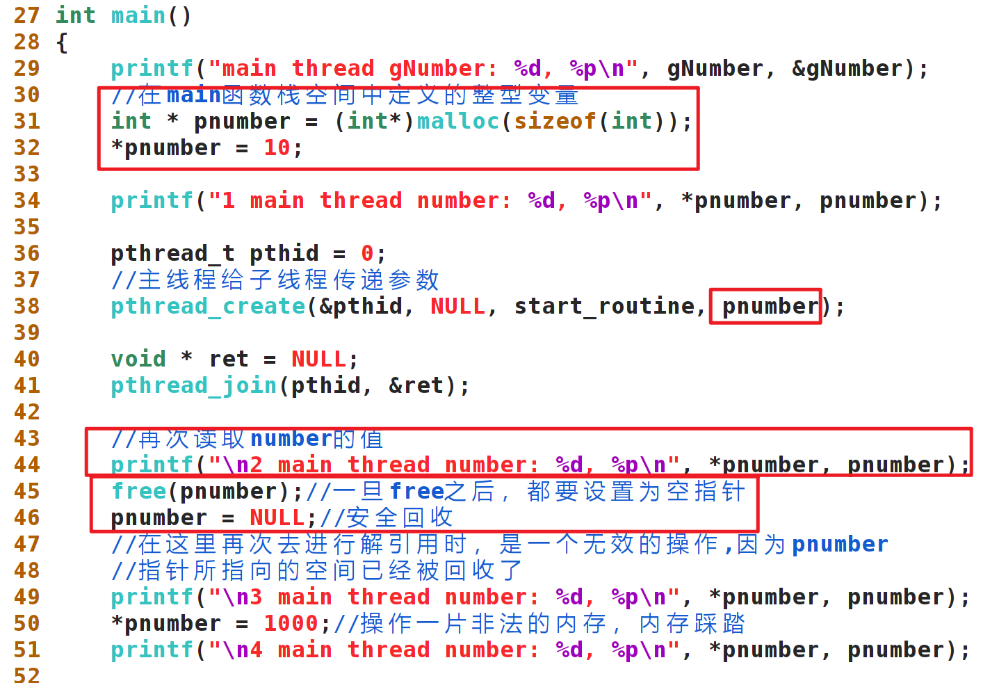 27 int main()
28 {
29     printf("main thread gNumber: %d, %p\n", gNumber, &gNumber);
30     //在main函数栈空间中定义的整型变量
31     int * pnumber = (int*)malloc(sizeof(int));
32     *pnumber = 10;
33
34     printf("1 main thread number: %d, %p\n", *pnumber, pnumber);
35
36     pthread_t pthid = 0;
37     //主线程给子线程传递参数
38     pthread_create(&pthid, NULL, start_routine, pnumber);
39
40     void * ret = NULL;
41     pthread_join(pthid, &ret);
42
43     //再次读取number的值
44     printf("\n2 main thread number: %d, %p\n", *pnumber, pnumber);
45     free(pnumber);//一旦free之后，都要设置为空指针
46     pnumber = NULL;//安全回收
47     //在这里再次去进行解引用时，是一个无效的操作,因为pnumber
48     //指针所指向的空间已经被回收了
49     printf("\n3 main thread number: %d, %p\n", *pnumber, pnumber);
50     *pnumber = 1000;//操作一片非法的内存，内存踩踏
51     printf("\n4 main thread number: %d, %p\n", *pnumber, pnumber);
52